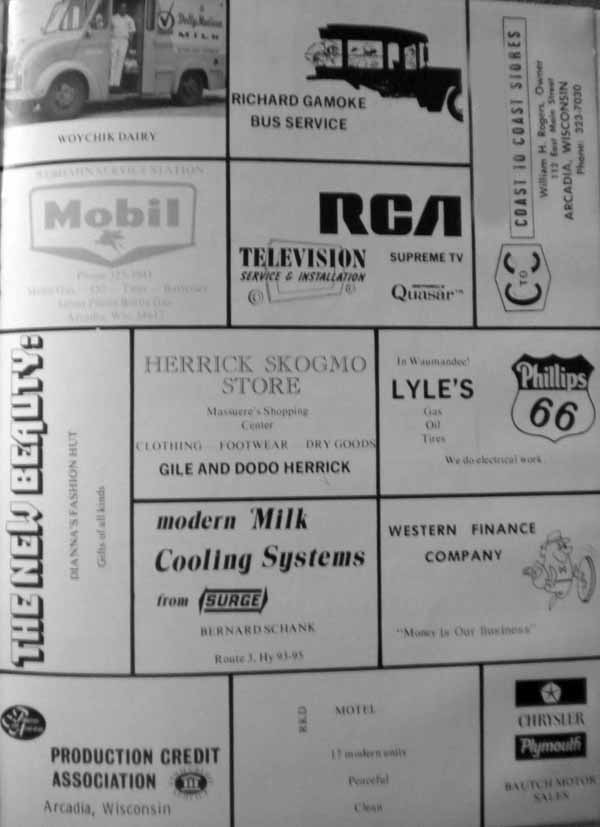 Dolly Madison
MILK
WOYCHIK DAIRY
RICHARD GAMOKE
BUS SERVICE
COAST TO COAST STORES
William H. Rogers, Owner
112 East Main Street
ARCADIA, WISCONSIN
Phone: 323-7030
C TO C
SERVICE STATION
Mobil
Arcadia, Wis.
RCA
TELEVISION
SERVICE & INSTALLATION
SUPREME TV
Quasar™
THE NEW BEAUTY:
DIANNA'S FASHION HUT
Gifts of all kinds
HERRICK SKOGMO
STORE
Massuere's Shopping
Center
CLOTHING FOOTWEAR DRY GOODS
GILE AND DODO HERRICK
In Waumandee!
LYLE'S
Gas
Oil
Tires
We do electrical work
Phillips
66
modern Milk
Cooling Systems
from SURGE
BERNARD SCHANK
Route 3, Hy 93-95
WESTERN FINANCE
COMPANY
"Money Is Our Business"
PRODUCTION CREDIT
ASSOCIATION
Arcadia, Wisconsin
RKD
MOTEL
17 modern units
Peaceful
Clean
CHRYSLER
Plymouth
BAUTCH MOTOR
SALES